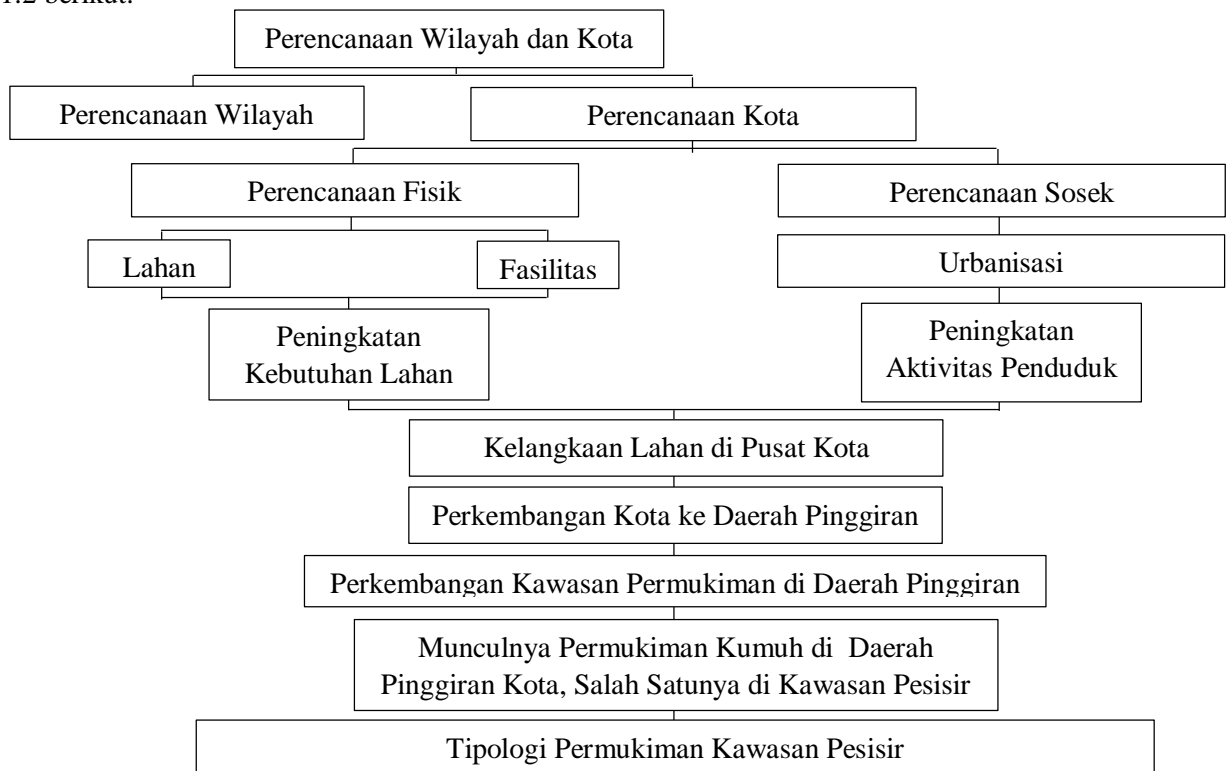 1.2 berikut.
Perencanaan Wilayah dan Kota
Perencanaan Wilayah
Perencanaan Kota
Perencanaan Fisik
Perencanaan Sosek
Lahan
Fasilitas
Urbanisasi
Peningkatan
Kebutuhan Lahan
Peningkatan
Aktivitas Penduduk
Kelangkaan Lahan di Pusat Kota
Perkembangan Kota ke Daerah Pinggiran
Perkembangan Kawasan Permukiman di Daerah Pinggiran
Munculnya Permukiman Kumuh di Daerah
Pinggiran Kota, Salah Satunya di Kawasan Pesisir
Tipologi Permukiman Kawasan Pesisir